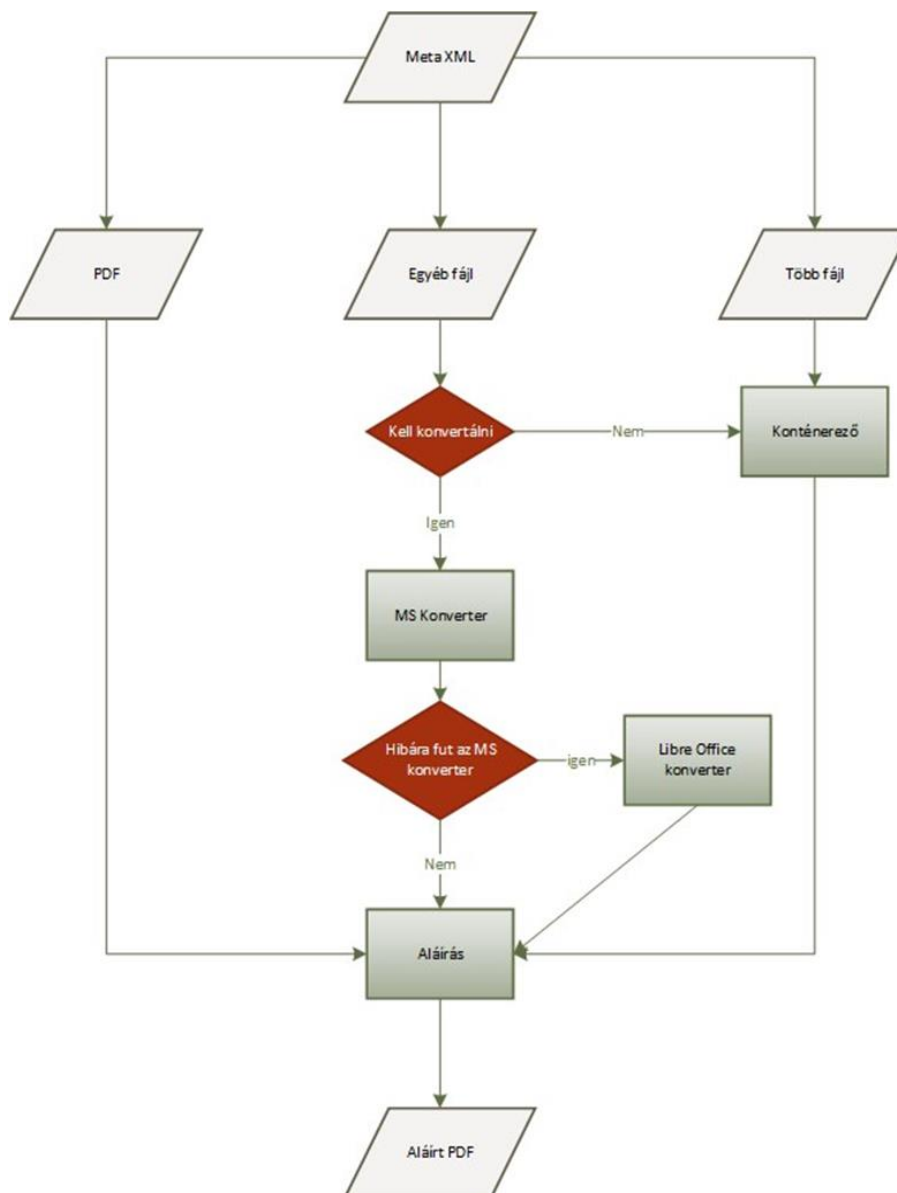 Meta XML
PDF
Egyéb fájl
Több fájl
Kell konvertálni
Nem
Konténerező
Igen
MS Konverter
Hibára fut az MS
konverter
igen
Libre Office
konverter
Nem
Aláírás
Aláírt PDF